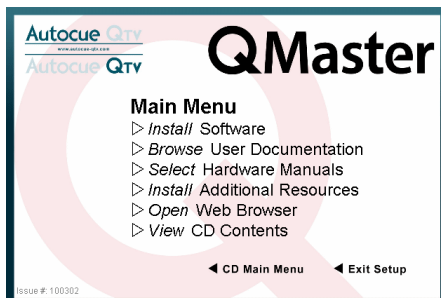 Autocue QTV
www.autocue-qtv.com
Autocue QTV
QMaster
Main Menu
▷ Install Software
▷ Browse User Documentation
▷ Select Hardware Manuals
▷ Install Additional Resources
▷ Open Web Browser
▷ View CD Contents
◀ CD Main Menu ◀ Exit Setup
Issue #: 100302